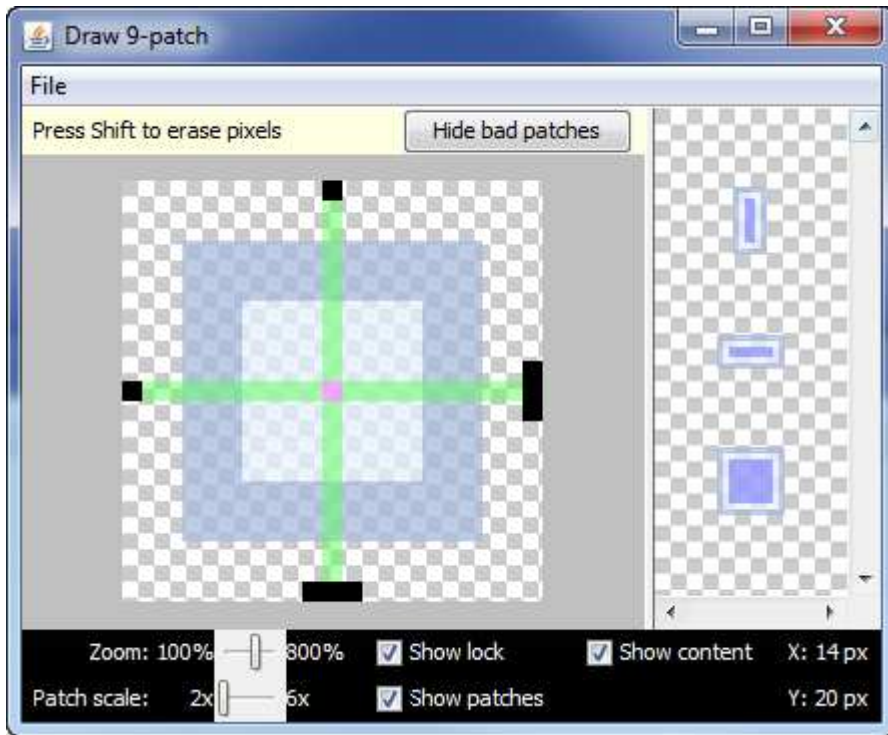 Draw 9-patch
File
Press Shift to erase pixels Hide bad patches
Zoom: 100% 800% Show lock Show content X: 14 px
Patch scale: 2x 6x Show patches Y: 20 px